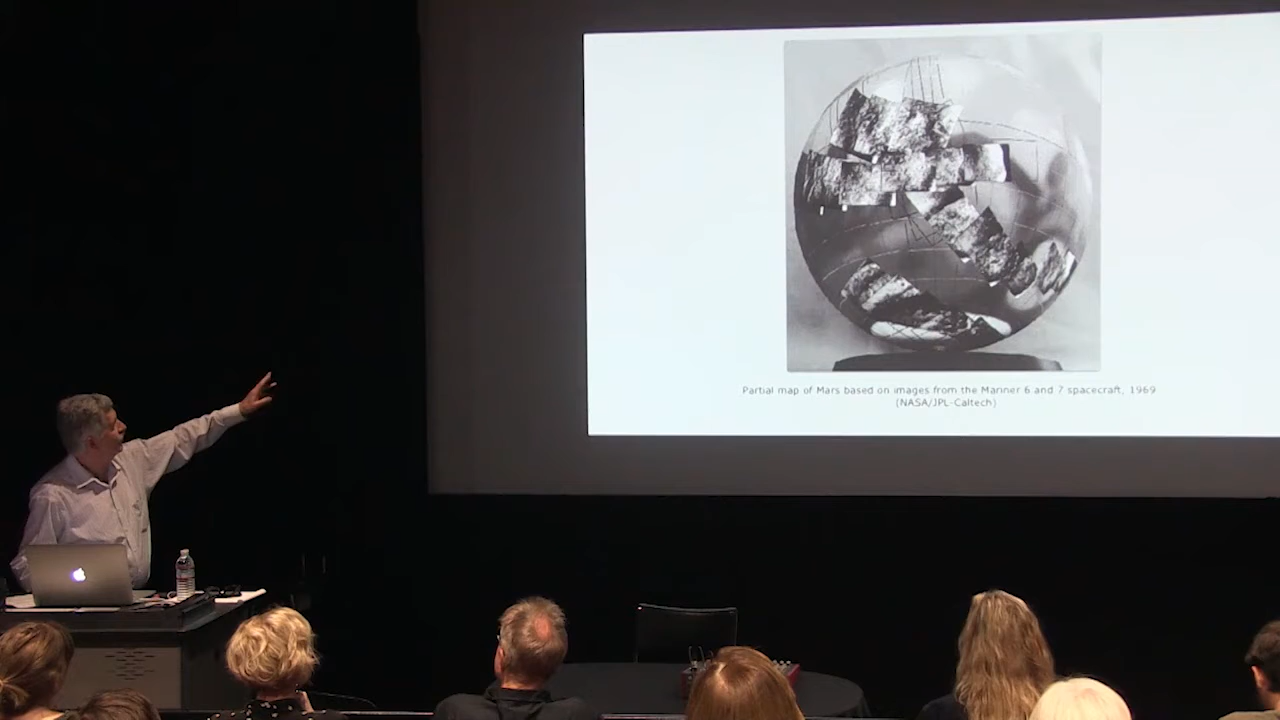 Partial map of Mars based on images from the Mariner 6 and 7 spacecraft, 1969
(NASA/JPL-Caltech)